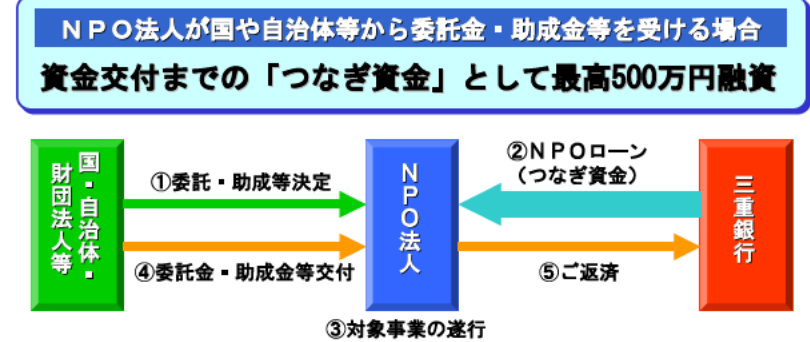 NPO法人が国や自治体等から委託金・助成金等を受ける場合
資金交付までの「つなぎ資金」として最高500万円融資
国・自治体・
財団法人等
①委託・助成等決定
④委託金・助成金等交付
NPO法人
②NPOローン
（つなぎ資金）
⑤ご返済
三重銀行
③対象事業の遂行